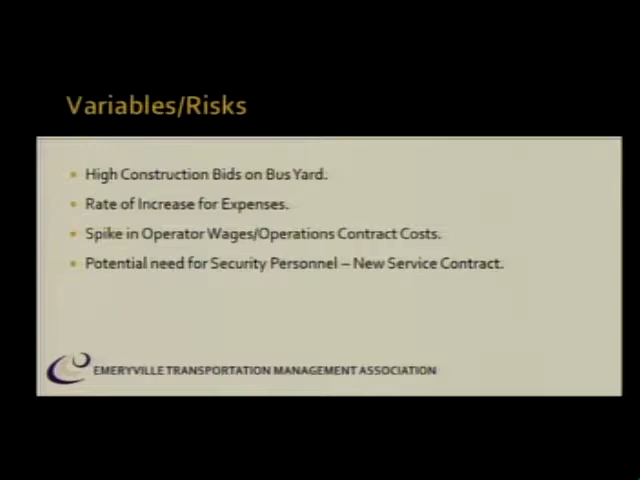 Variables/Risks
High Construction Bids on Bus Yard.
Rate of Increase for Expenses.
Spike in Operator Wages/Operations Contract Costs.
Potential need for Security Personnel – New Service Contract.
EMERYVILLE TRANSPORTATION MANAGEMENT ASSOCIATION